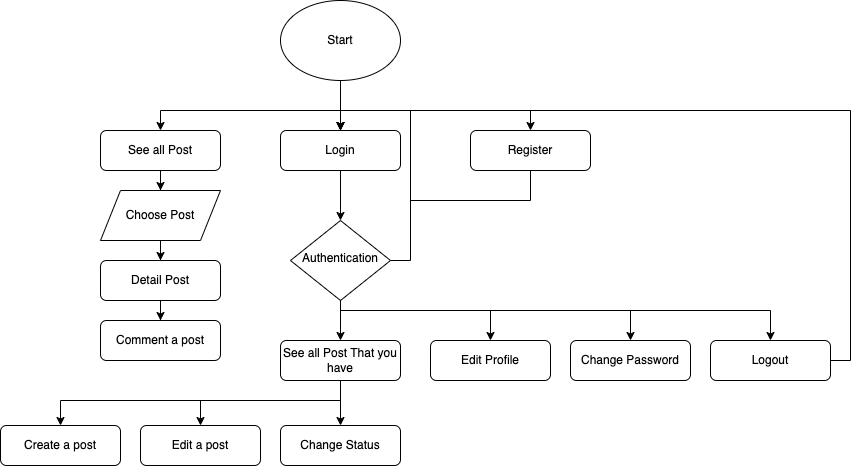 Start
See all Post
Login
Register
Choose Post
Authentication
Detail Post
Comment a post
See all Post That you
have
Edit Profile
Change Password
Logout
Create a post
Edit a post
Change Status